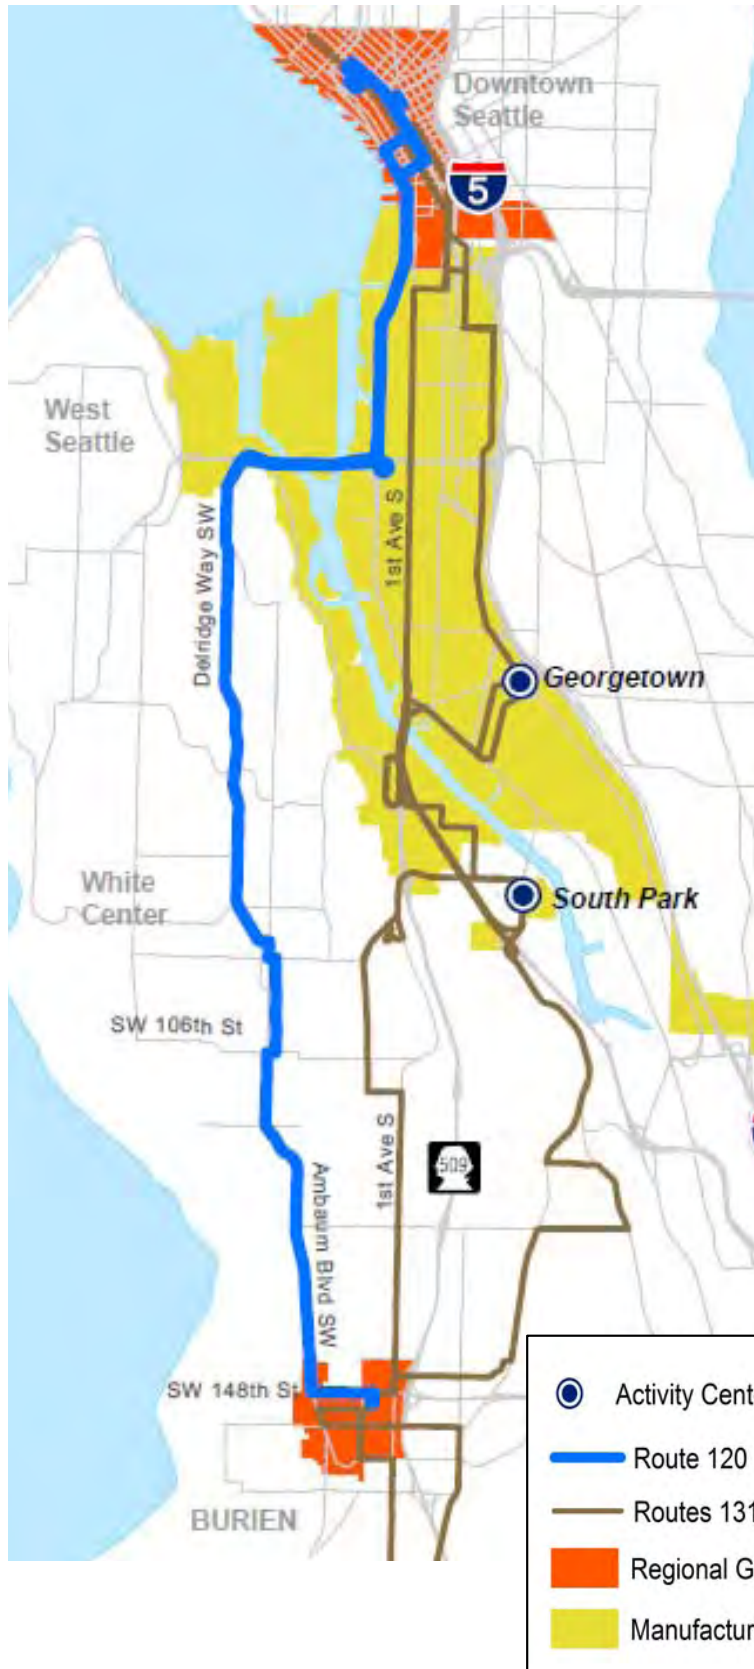 Downtown
Seattle
5
West
Seattle
Delridge Way SW
1st Ave S
Georgetown
White
Center
South Park
SW 106th St
1st Ave S
509
Ambaum Blvd SW
SW 148th St
BURIEN
Activity Cent
Route 120
Routes 131
Regional G
Manufactur